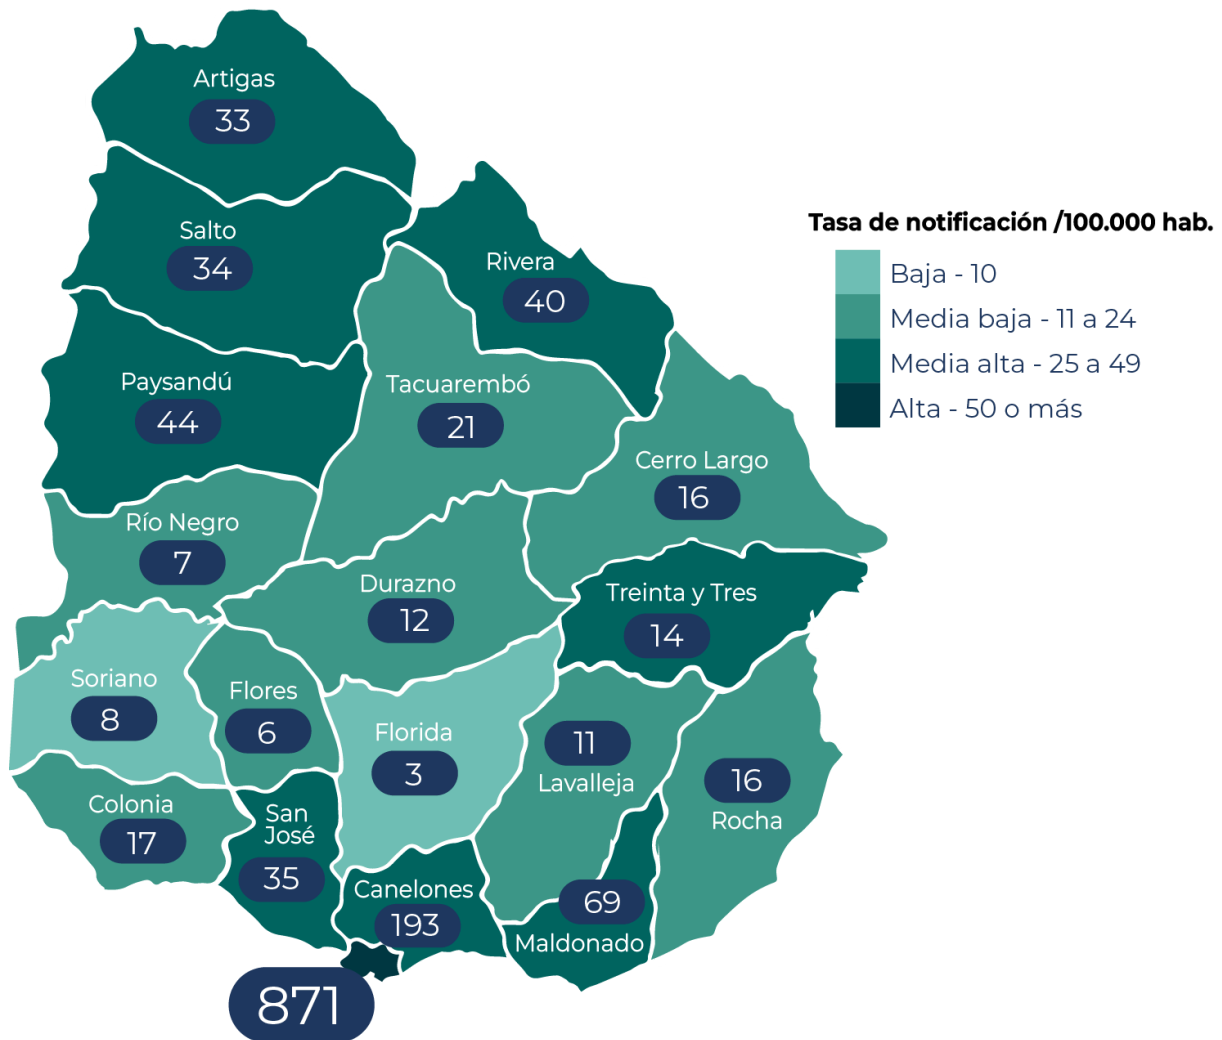 Artigas
33
Salto
34
Rivera
40
Tasa de notificación /100.000 hab.
Baja - 10
Media baja - 11 a 24
Media alta - 25 a 49
Alta - 50 o más
Paysandú
44
Tacuarembó
21
Cerro Largo
16
Río Negro
7
Durazno
12
Treinta y Tres
14
Soriano
8
Flores
6
Florida
3
11
Lavalleja
16
Rocha
Colonia
17
San
José
35
Canelones
193
69
Maldonado
871